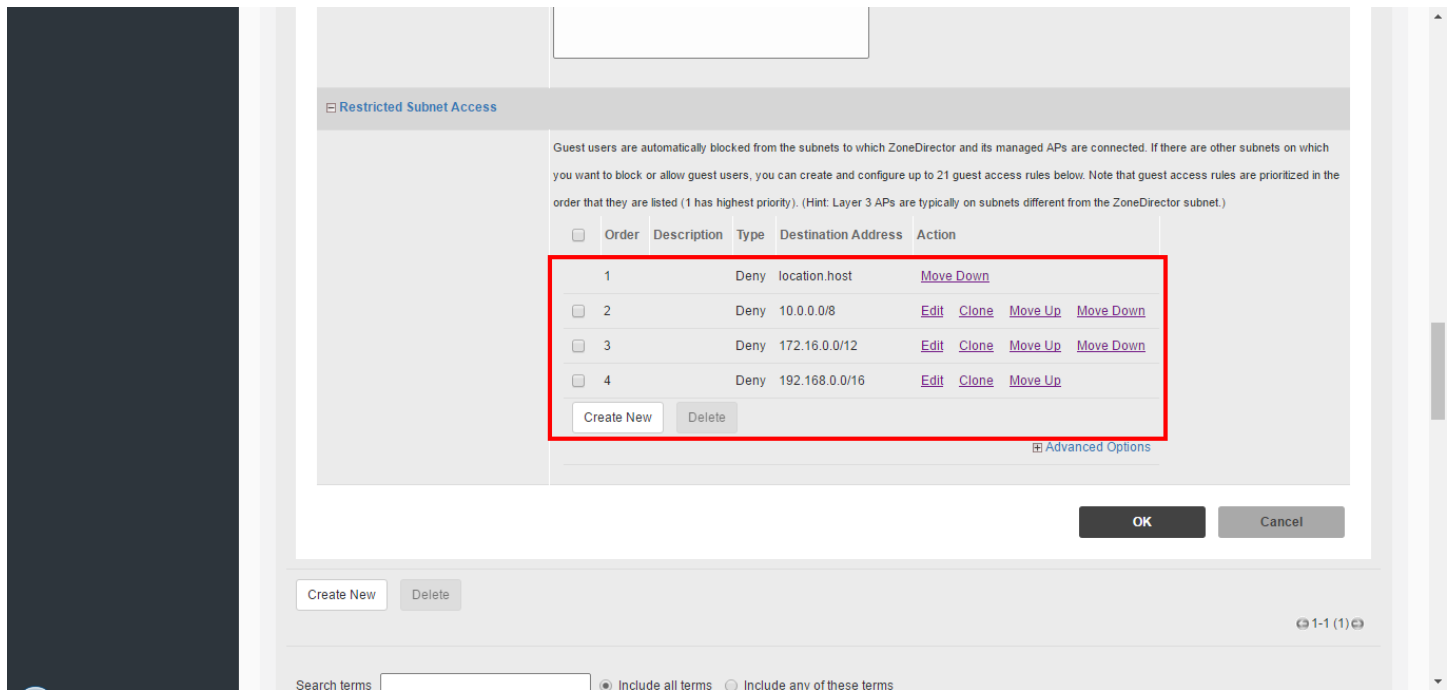 Restricted Subnet Access
Guest users are automatically blocked from the subnets to which ZoneDirector and its managed APs are connected. If there are other subnets on which
you want to block or allow guest users, you can create and configure up to 21 guest access rules below. Note that guest access rules are prioritized in the
order that they are listed (1 has highest priority). (Hint: Layer 3 APs are typically on subnets different from the ZoneDirector subnet.)
Order Description Type Destination Address Action
1 Deny location.host Move Down
2 Deny 10.0.0.0/8 Edit Clone Move Up Move Down
3 Deny 172.16.0.0/12 Edit Clone Move Up Move Down
4 Deny 192.168.0.0/16 Edit Clone Move Up
Create New Delete
Advanced Options
OK Cancel
Create New Delete
1-1 (1)
Search terms Include all terms Include any of these terms